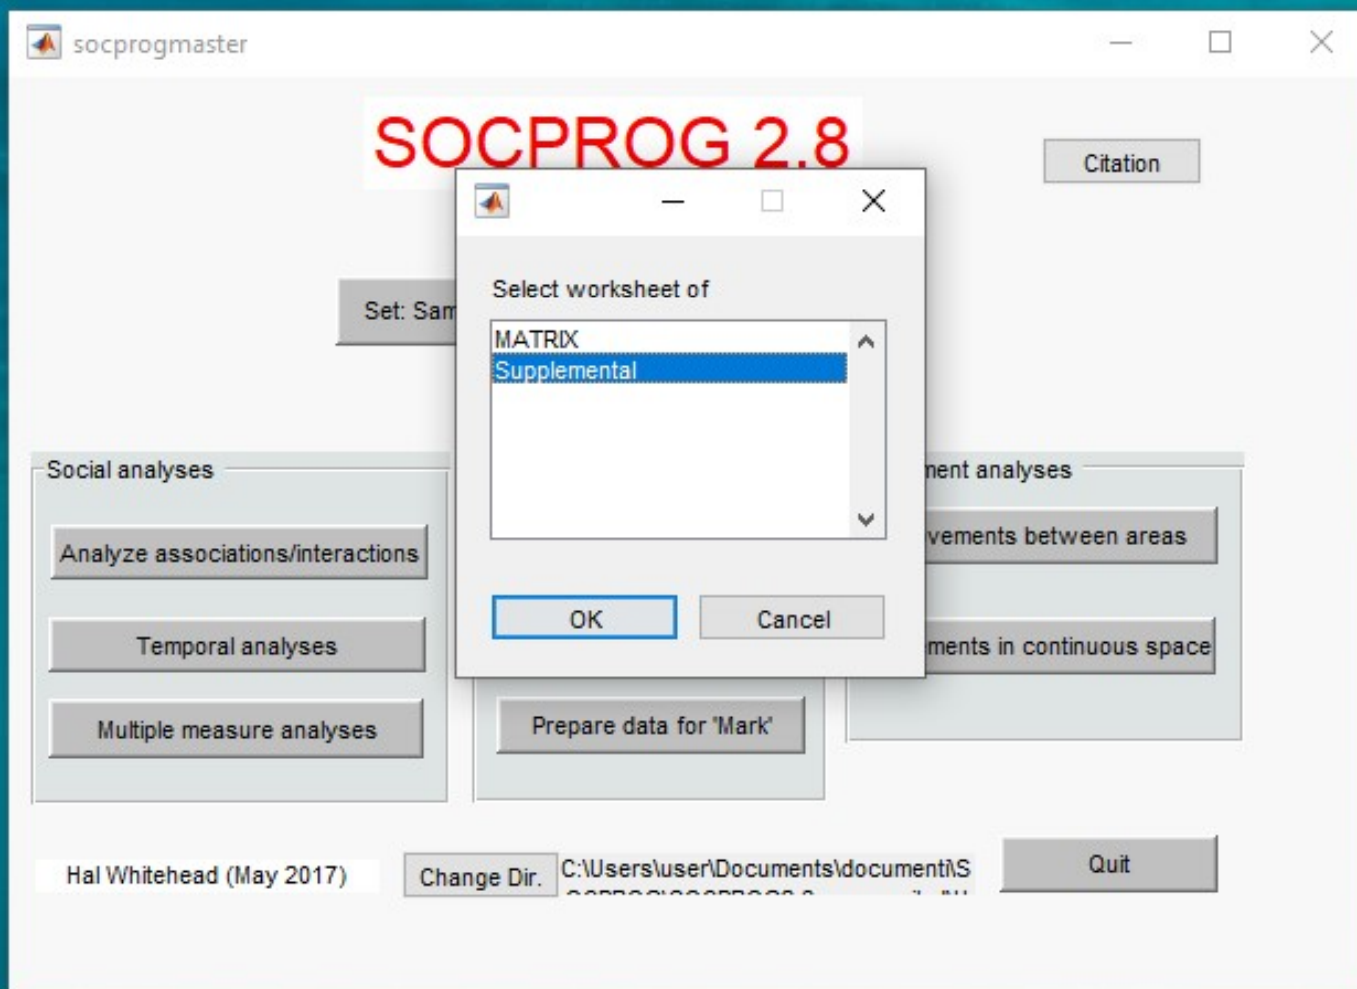 socprogmaster
SOCPROG 2.8
Citation
Select worksheet of
Set: Sam
MATRIX
Supplemental
OK
Cancel
Social analyses
Analyze associations/interactions
Temporal analyses
Multiple measure analyses
Prepare data for 'Mark'
ment analyses
vements between areas
ments in continuous space
Hal Whitehead (May 2017)
Change Dir.
C:\Users\user\Documents\documenti\S
Quit